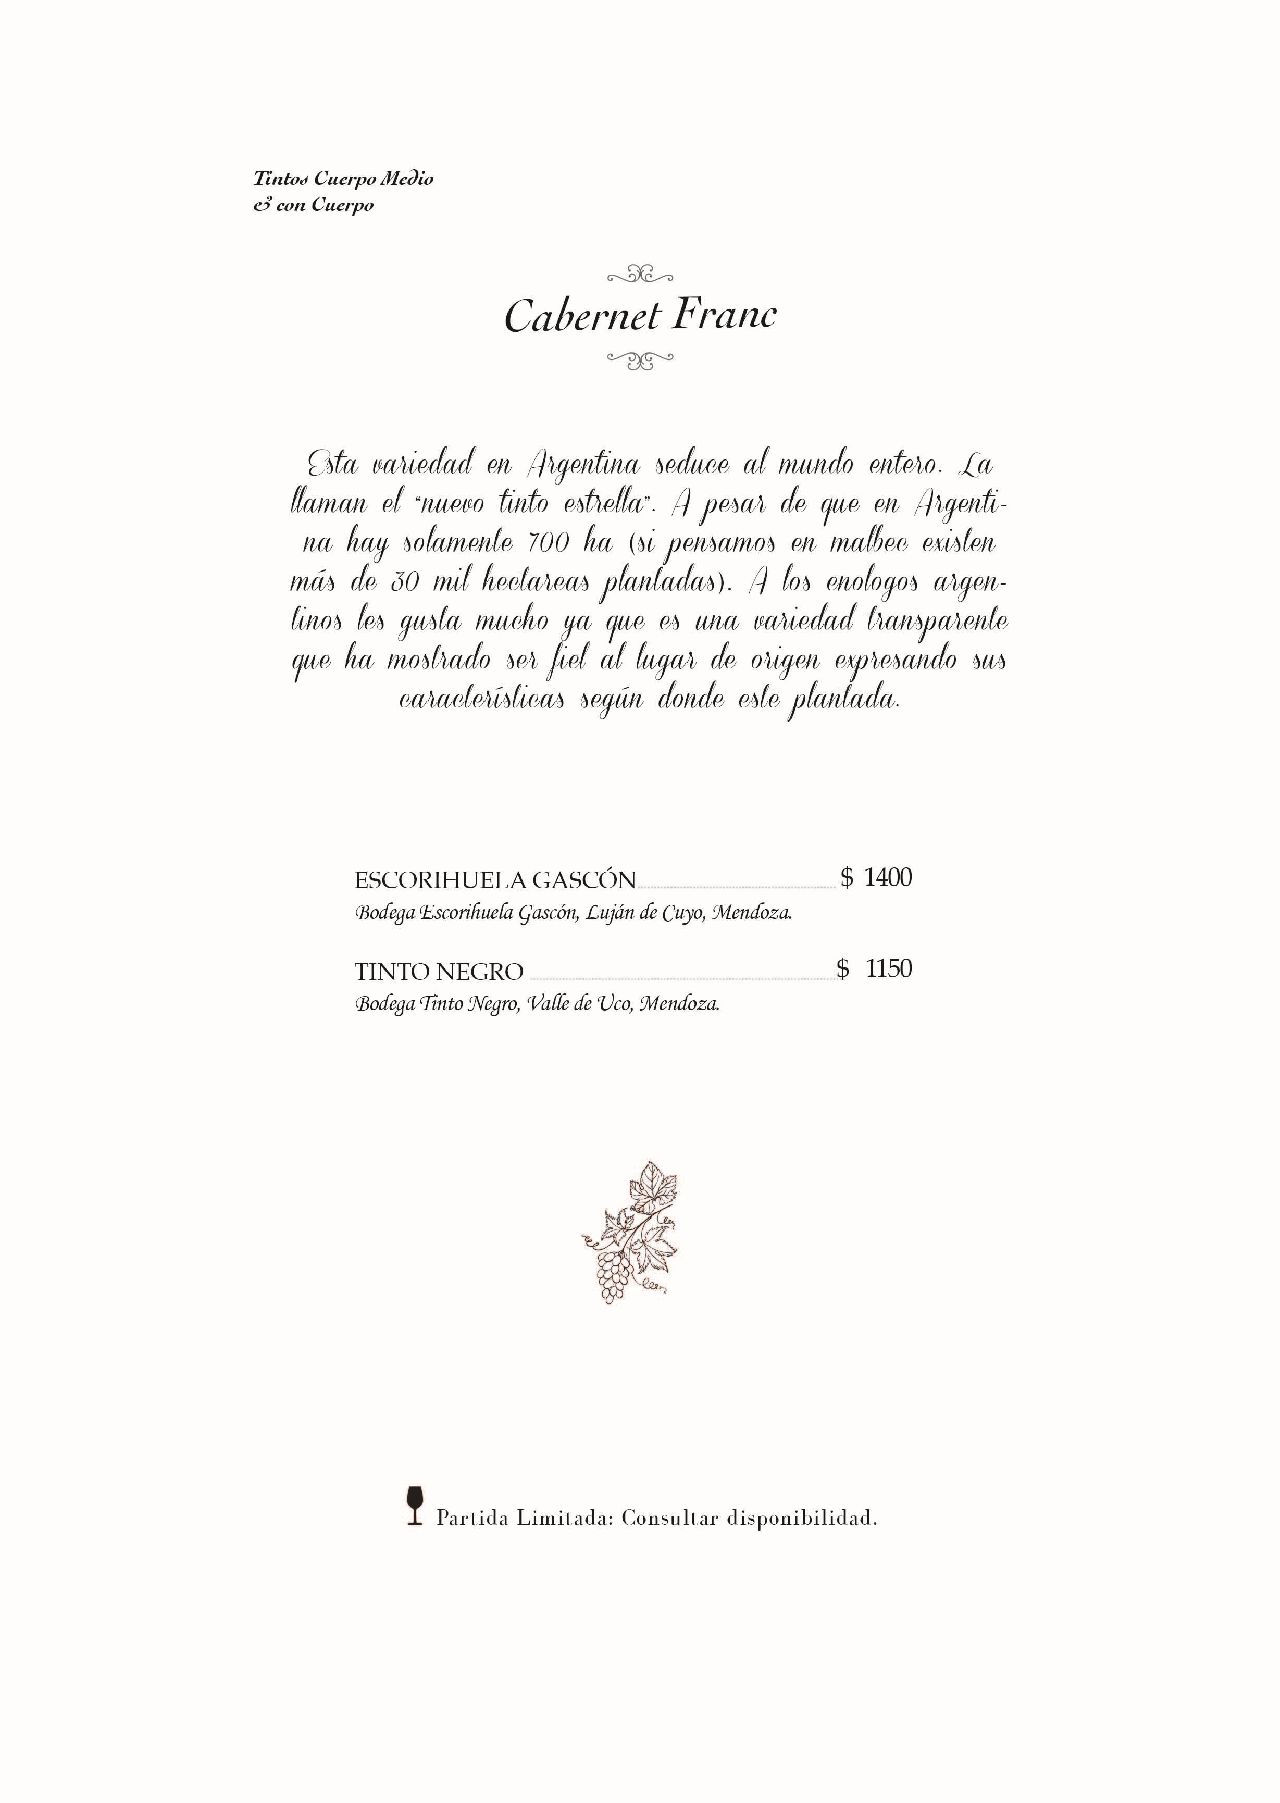 Tintos Cuerpo Medio
& con Cuerpo
Cabernet Franc
Esta variedad en Argentina seduce al mundo entero. La
llaman el “nuevo tinto estrella”. A pesar de que en Argenti-
na hay solamente 700 ha (si pensamos en malbec existen
más de 30 mil hectareas plantadas). A los enologos argen-
tinos les gusta mucho ya que es una variedad transparente
que ha mostrado ser fiel al lugar de origen expresando sus
características según donde este plantada.
ESCORIHUELA GASCÓN $ 1400
Bodega Escorihuela Gascón, Luján de Cuyo, Mendoza.
TINTO NEGRO $ 1150
Bodega Tinto Negro, Valle de Uco, Mendoza.
Partida Limitada: Consultar disponibilidad.